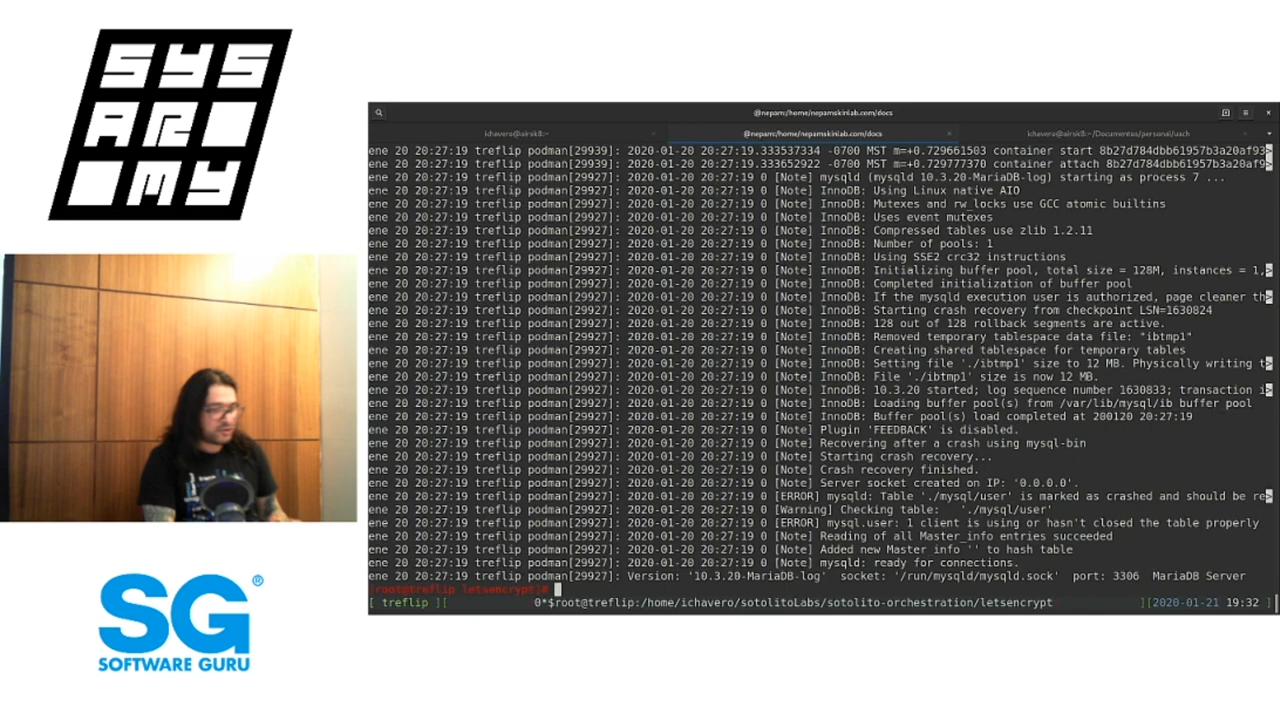 SYS
AR
MY
SG®
SOFTWARE GURU
@nepam:/home/nepamskinlab.com/docs
ichavero@airsik8:~
@nepam:/home/nepamskinlab.com/docs
ichavero@airsik8:~/Documentos/personal/uach
ene 20 20:27:19 treflip podman[29939]: 2020-01-20 20:27:19.333537334 -0700 MST m=+0.729661503 container start 8b27d784dbb61957b3a20af93>
ene 20 20:27:19 treflip podman[29939]: 2020-01-20 20:27:19.333652922 -0700 MST m=+0.729777370 container attach 8b27d784dbb61957b3a20af9>
ene 20 20:27:19 treflip podman[29927]: 2020-01-20 20:27:19 0 [Note] mysqld (mysqld 10.3.20-MariaDB-log) starting as process 7 ...
ene 20 20:27:19 treflip podman[29927]: 2020-01-20 20:27:19 0 [Note] InnoDB: Using Linux native AIO
ene 20 20:27:19 treflip podman[29927]: 2020-01-20 20:27:19 0 [Note] InnoDB: Mutexes and rw_locks use GCC atomic builtins
ene 20 20:27:19 treflip podman[29927]: 2020-01-20 20:27:19 0 [Note] InnoDB: Uses event mutexes
ene 20 20:27:19 treflip podman[29927]: 2020-01-20 20:27:19 0 [Note] InnoDB: Compressed tables use zlib 1.2.11
ene 20 20:27:19 treflip podman[29927]: 2020-01-20 20:27:19 0 [Note] InnoDB: Number of pools: 1
ene 20 20:27:19 treflip podman[29927]: 2020-01-20 20:27:19 0 [Note] InnoDB: Using SSE2 crc32 instructions
ene 20 20:27:19 treflip podman[29927]: 2020-01-20 20:27:19 0 [Note] InnoDB: Initializing buffer pool, total size = 128M, instances = 1,>
ene 20 20:27:19 treflip podman[29927]: 2020-01-20 20:27:19 0 [Note] InnoDB: Completed initialization of buffer pool
ene 20 20:27:19 treflip podman[29927]: 2020-01-20 20:27:19 0 [Note] InnoDB: If the mysqld execution user is authorized, page cleaner th>
ene 20 20:27:19 treflip podman[29927]: 2020-01-20 20:27:19 0 [Note] InnoDB: Starting crash recovery from checkpoint LSN=1630824
ene 20 20:27:19 treflip podman[29927]: 2020-01-20 20:27:19 0 [Note] InnoDB: 128 out of 128 rollback segments are active.
ene 20 20:27:19 treflip podman[29927]: 2020-01-20 20:27:19 0 [Note] InnoDB: Removed temporary tablespace data file: "ibtmp1"
ene 20 20:27:19 treflip podman[29927]: 2020-01-20 20:27:19 0 [Note] InnoDB: Creating shared tablespace for temporary tables
ene 20 20:27:19 treflip podman[29927]: 2020-01-20 20:27:19 0 [Note] InnoDB: Setting file './ibtmp1' size to 12 MB. Physically writing t>
ene 20 20:27:19 treflip podman[29927]: 2020-01-20 20:27:19 0 [Note] InnoDB: File './ibtmp1' size is now 12 MB.
ene 20 20:27:19 treflip podman[29927]: 2020-01-20 20:27:19 0 [Note] InnoDB: 10.3.20 started; log sequence number 1630833; transaction i>
ene 20 20:27:19 treflip podman[29927]: 2020-01-20 20:27:19 0 [Note] InnoDB: Loading buffer pool(s) from /var/lib/mysql/ib_buffer_pool
ene 20 20:27:19 treflip podman[29927]: 2020-01-20 20:27:19 0 [Note] InnoDB: Buffer pool(s) load completed at 200120 20:27:19
ene 20 20:27:19 treflip podman[29927]: 2020-01-20 20:27:19 0 [Note] Plugin 'FEEDBACK' is disabled.
ene 20 20:27:19 treflip podman[29927]: 2020-01-20 20:27:19 0 [Note] Recovering after a crash using mysql-bin
ene 20 20:27:19 treflip podman[29927]: 2020-01-20 20:27:19 0 [Note] Starting crash recovery...
ene 20 20:27:19 treflip podman[29927]: 2020-01-20 20:27:19 0 [Note] Crash recovery finished.
ene 20 20:27:19 treflip podman[29927]: 2020-01-20 20:27:19 0 [Note] Server socket created on IP: '0.0.0.0'.
ene 20 20:27:19 treflip podman[29927]: 2020-01-20 20:27:19 0 [ERROR] mysqld: Table './mysql/user' is marked as crashed and should be re>
ene 20 20:27:19 treflip podman[29927]: 2020-01-20 20:27:19 0 [Warning] Checking table:   './mysql/user'
ene 20 20:27:19 treflip podman[29927]: 2020-01-20 20:27:19 0 [ERROR] mysql.user: 1 client is using or hasn't closed the table properly
ene 20 20:27:19 treflip podman[29927]: 2020-01-20 20:27:19 0 [Note] Reading of all Master_info entries succeeded
ene 20 20:27:19 treflip podman[29927]: 2020-01-20 20:27:19 0 [Note] Added new Master_info '' to hash table
ene 20 20:27:19 treflip podman[29927]: 2020-01-20 20:27:19 0 [Note] mysqld: ready for connections.
ene 20 20:27:19 treflip podman[29927]: Version: '10.3.20-MariaDB-log'  socket: '/run/mysqld/mysqld.sock'  port: 3306  MariaDB Server
[root@treflip letsencrypt]#
[ treflip ][ 0*$root@treflip:/home/ichavero/sotolitoLabs/sotolito-orchestration/letsencrypt ][2020-01-21 19:32 ]